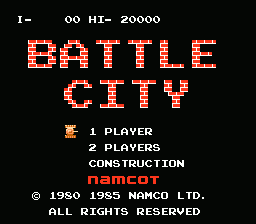 I- 00 HI- 20000
BATTLE
CITY
1 PLAYER
2 PLAYERS
CONSTRUCTION
namcot
© 1980 1985 NAMCO LTD.
ALL RIGHTS RESERVED